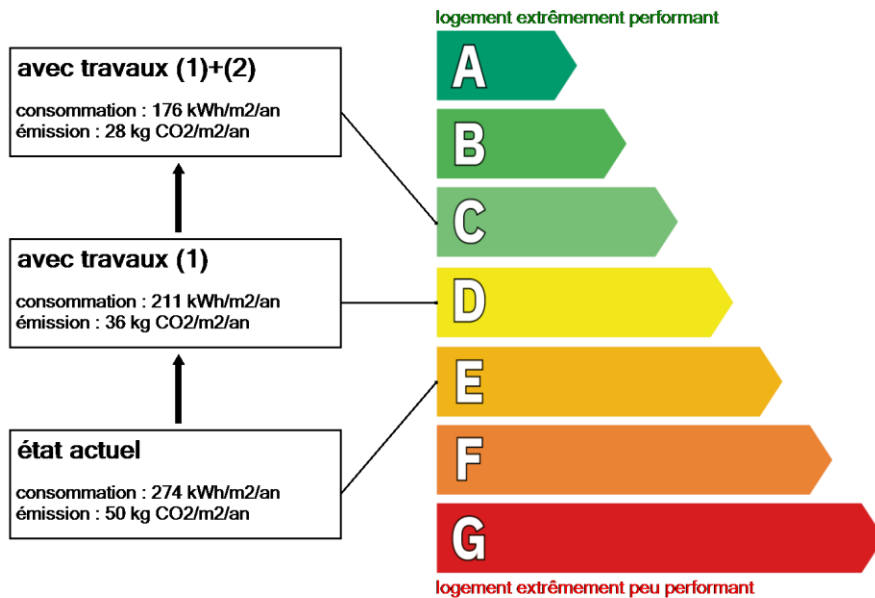 logement extrêmement performant
avec travaux (1)+(2)
consommation : 176 kWh/m2/an
émission : 28 kg CO2/m2/an
avec travaux (1)
consommation : 211 kWh/m2/an
émission : 36 kg CO2/m2/an
état actuel
consommation : 274 kWh/m2/an
émission : 50 kg CO2/m2/an
A
B
C
D
E
F
G
logement extrêmement peu performant